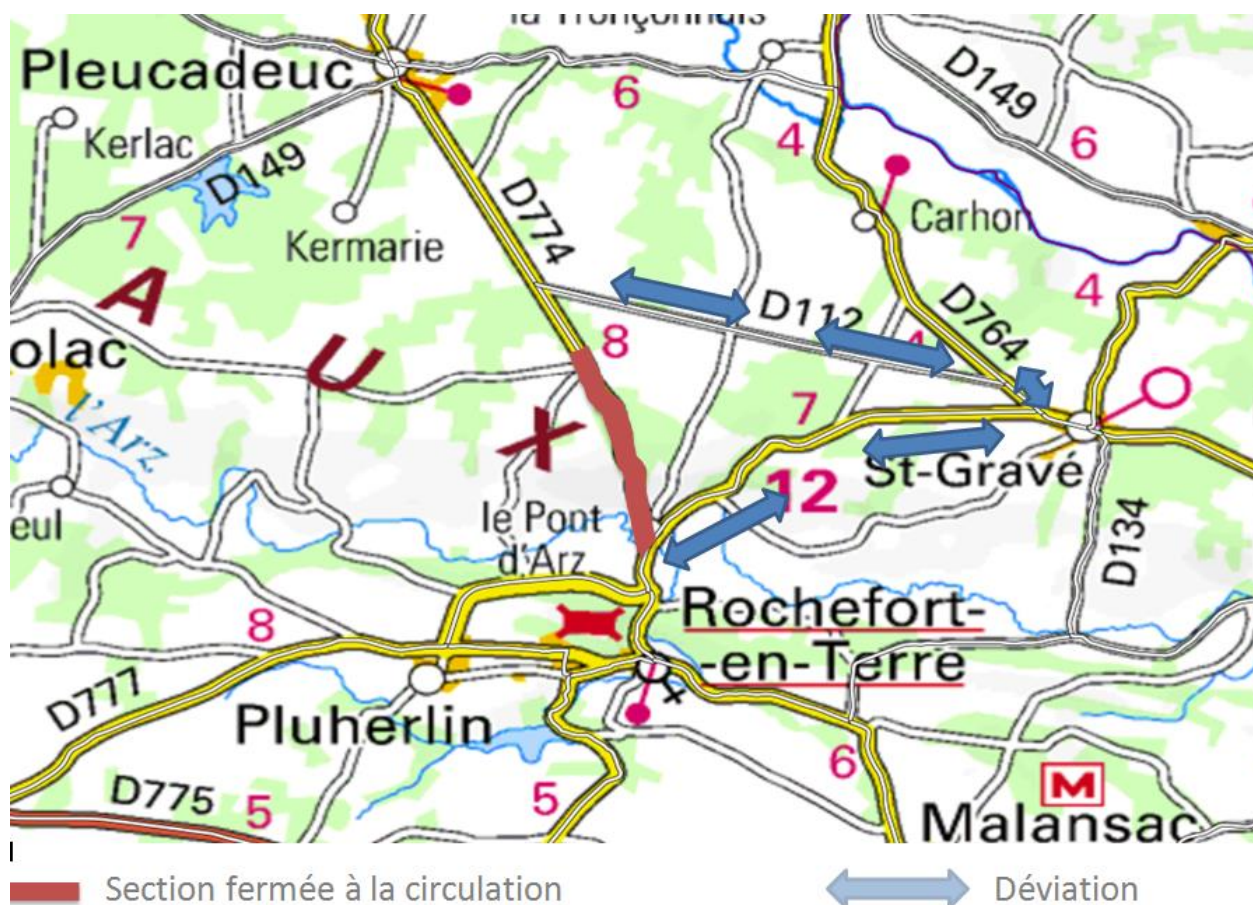 Pleucadeuc
Kerlac
D149
7
Kermarie
D774
6
4
D149
6
Carhon
4
D112
4
D764
8
A
U
X
olac
l'Arz
eul
7
12
St-Gravé
D134
le Pont
d'Arz
8
Rochefort-
-en-Terre
D777
Pluherlin
D775
5
5
6
M
Malansac
Section fermée à la circulation
Déviation